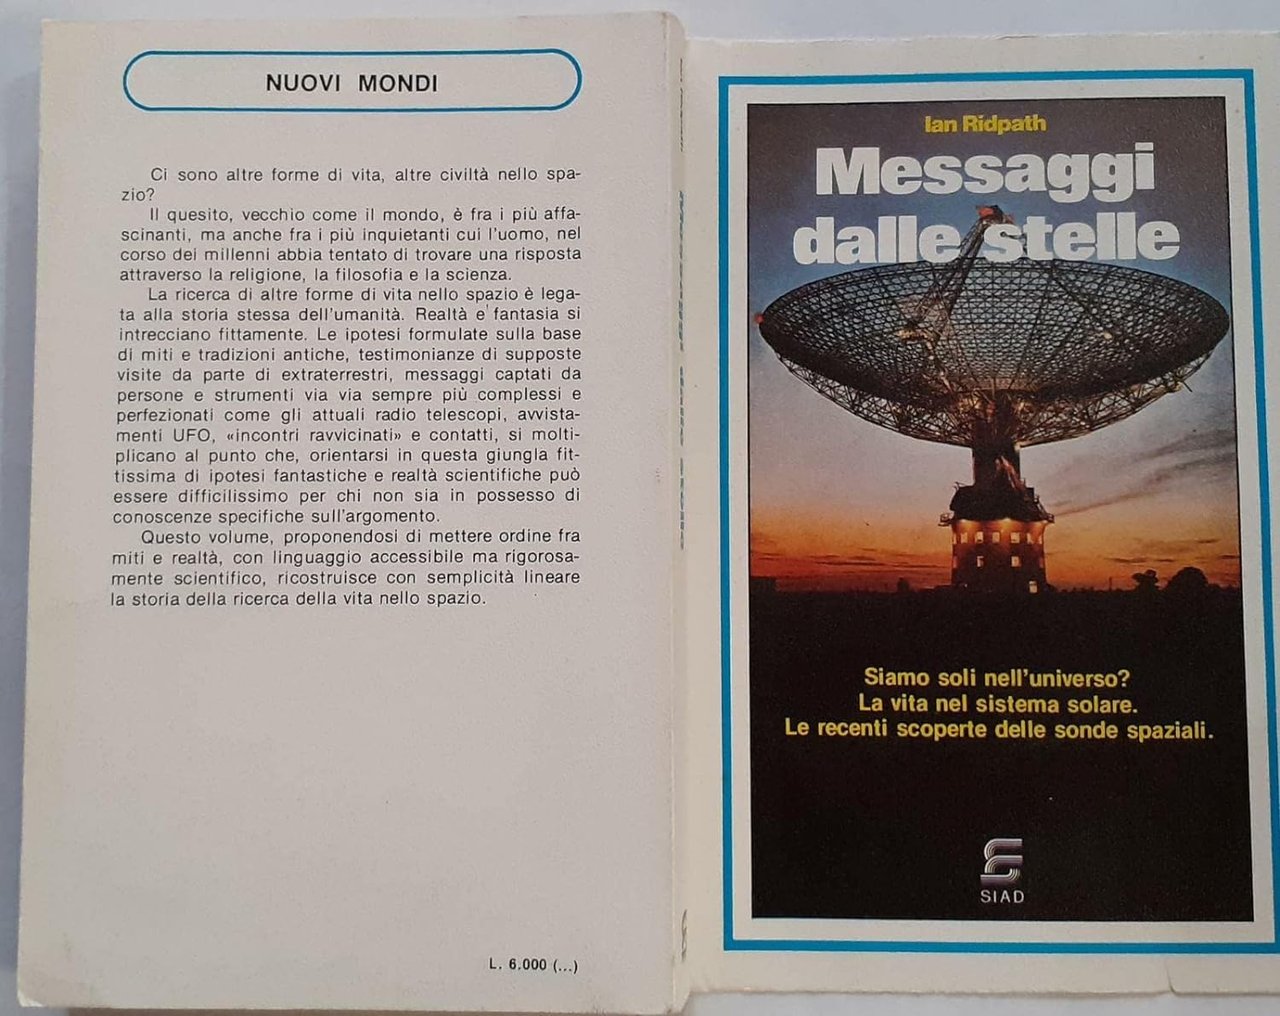 NUOVI MONDI
Ci sono altre forme di vita, altre civiltà nello spa-
zio?
Il quesito, vecchio come il mondo, è fra i più affa-
scinanti, ma anche fra i più inquietanti cui l'uomo, nel
corso dei millenni abbia tentato di trovare una risposta
attraverso la religione, la filosofia e la scienza.
La ricerca di altre forme di vita nello spazio è lega-
ta alla storia stessa dell'umanità. Realtà e fantasia si
intrecciano fittamente. Le ipotesi formulate sulla base
di miti e tradizioni antiche, testimonianze di supposte
visite da parte di extraterrestri, messaggi captati da
persone e strumenti via via sempre più complessi e
perfezionati come gli attuali radio telescopi, avvista-
menti UFO, «incontri ravvicinati» e contatti, si molti-
plicano al punto che, orientarsi in questa giungla fit-
tissima di ipotesi fantastiche e realtà scientifiche può
essere difficilissimo per chi non sia in possesso di
conoscenze specifiche sull'argomento.
Questo volume, proponendosi di mettere ordine fra
miti e realtà, con linguaggio accessibile ma rigorosa-
mente scientifico, ricostruisce con semplicità lineare
la storia della ricerca della vita nello spazio.
L. 6.000 (...)
Ian Ridpath
Messaggi
dalle stelle
Siamo soli nell'universo?
La vita nel sistema solare.
Le recenti scoperte delle sonde spaziali.
SIAD